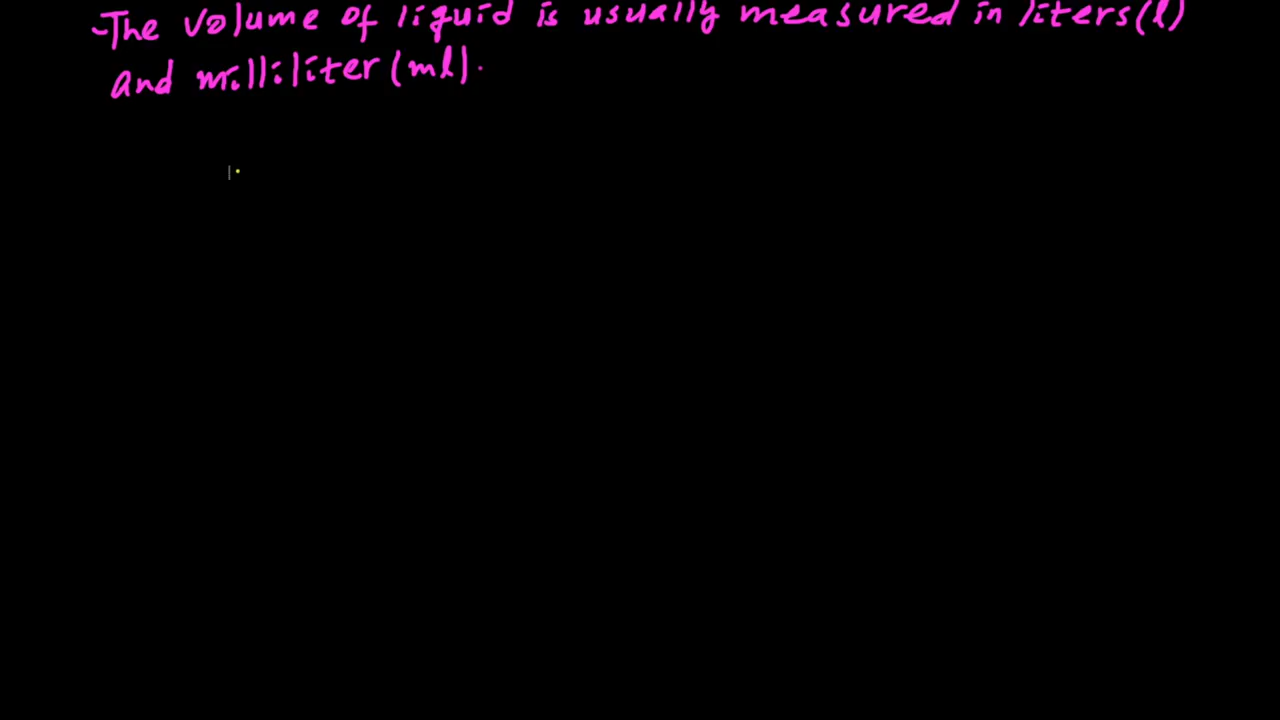 -The volume of liquid is usually measured in liters(l)
and milliliter(ml).